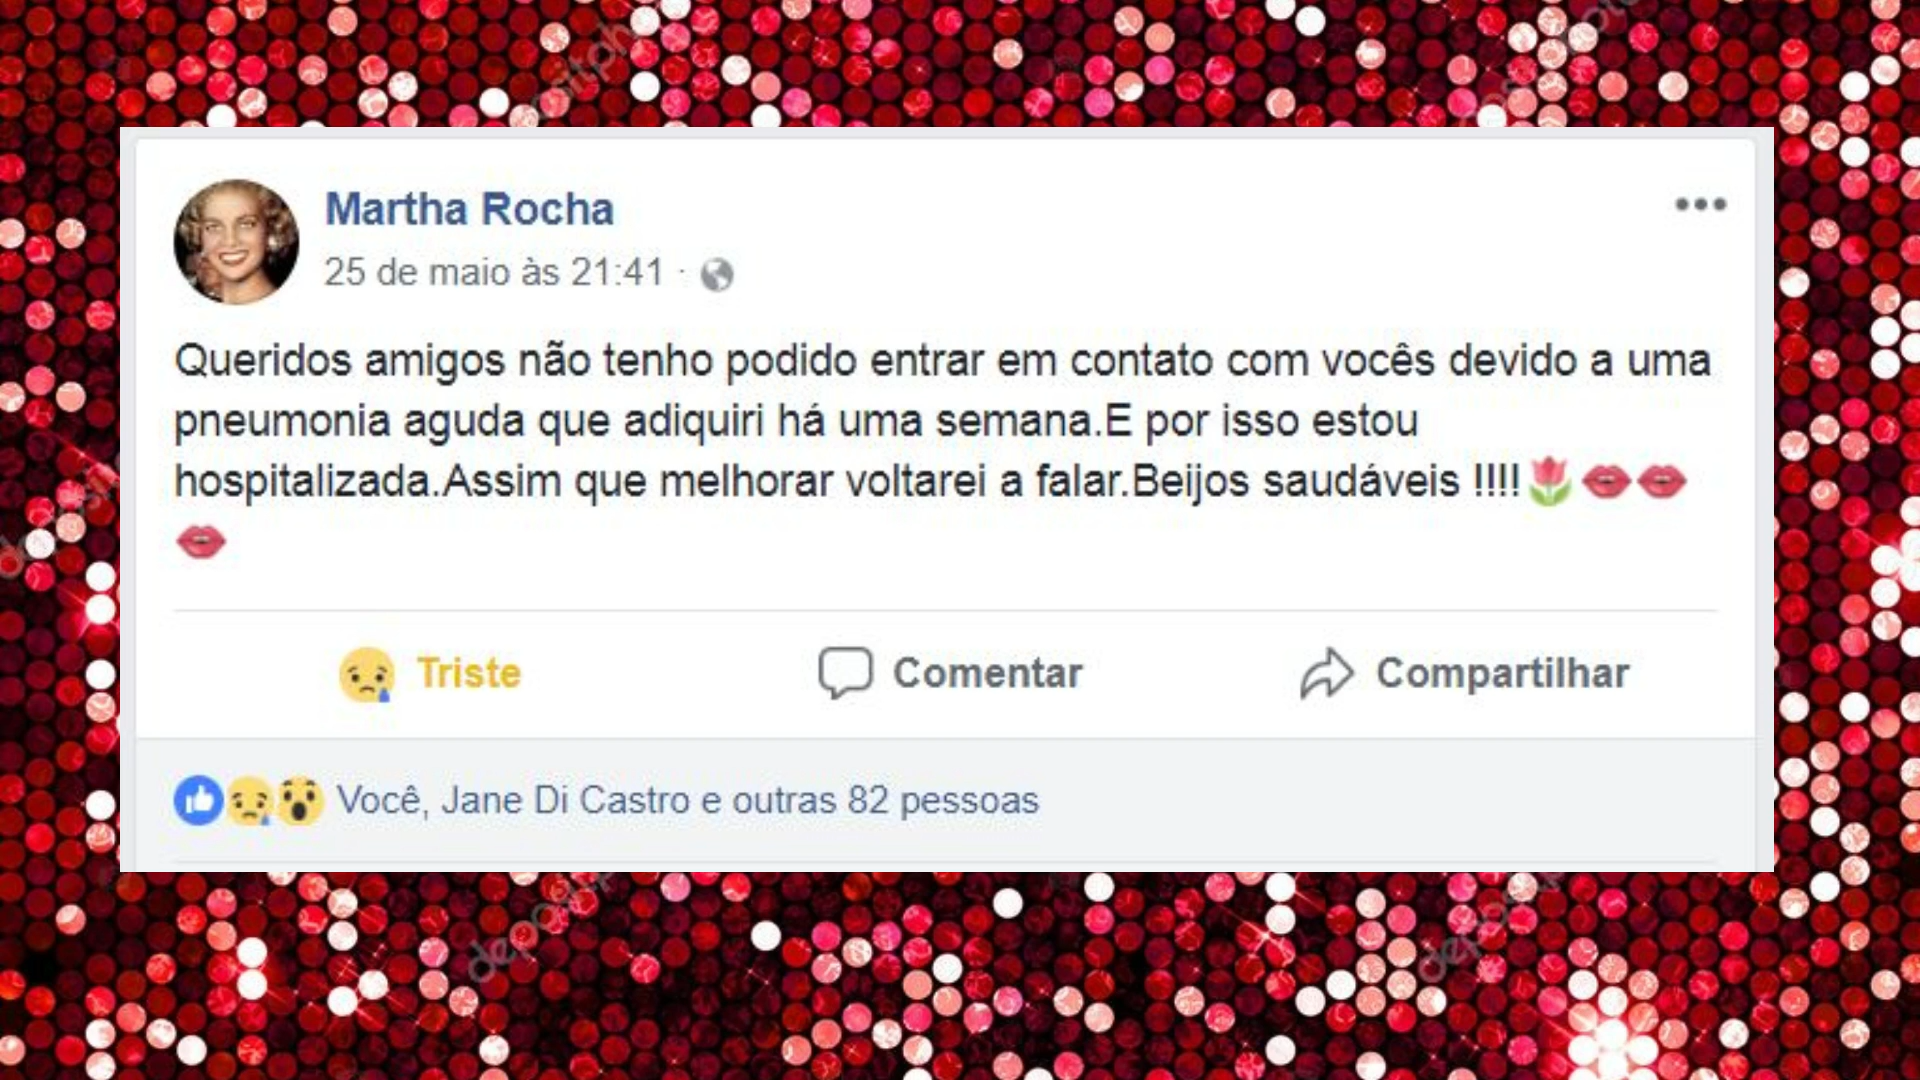 Martha Rocha
25 de maio às 21:41 ·
Queridos amigos não tenho podido entrar em contato com vocês devido a uma
pneumonia aguda que adiquiri há uma semana.E por isso estou
hospitalizada.Assim que melhorar voltarei a falar.Beijos saudáveis !!!!🌷👄👄
👄
Triste
Comentar
Compartilhar
Você, Jane Di Castro e outras 82 pessoas